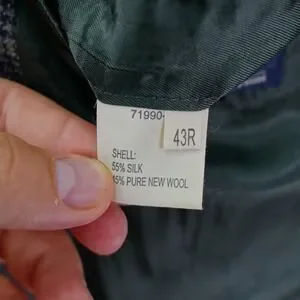 71990-
43R
SHELL:
55% SILK
45% PURE NEW WOOL